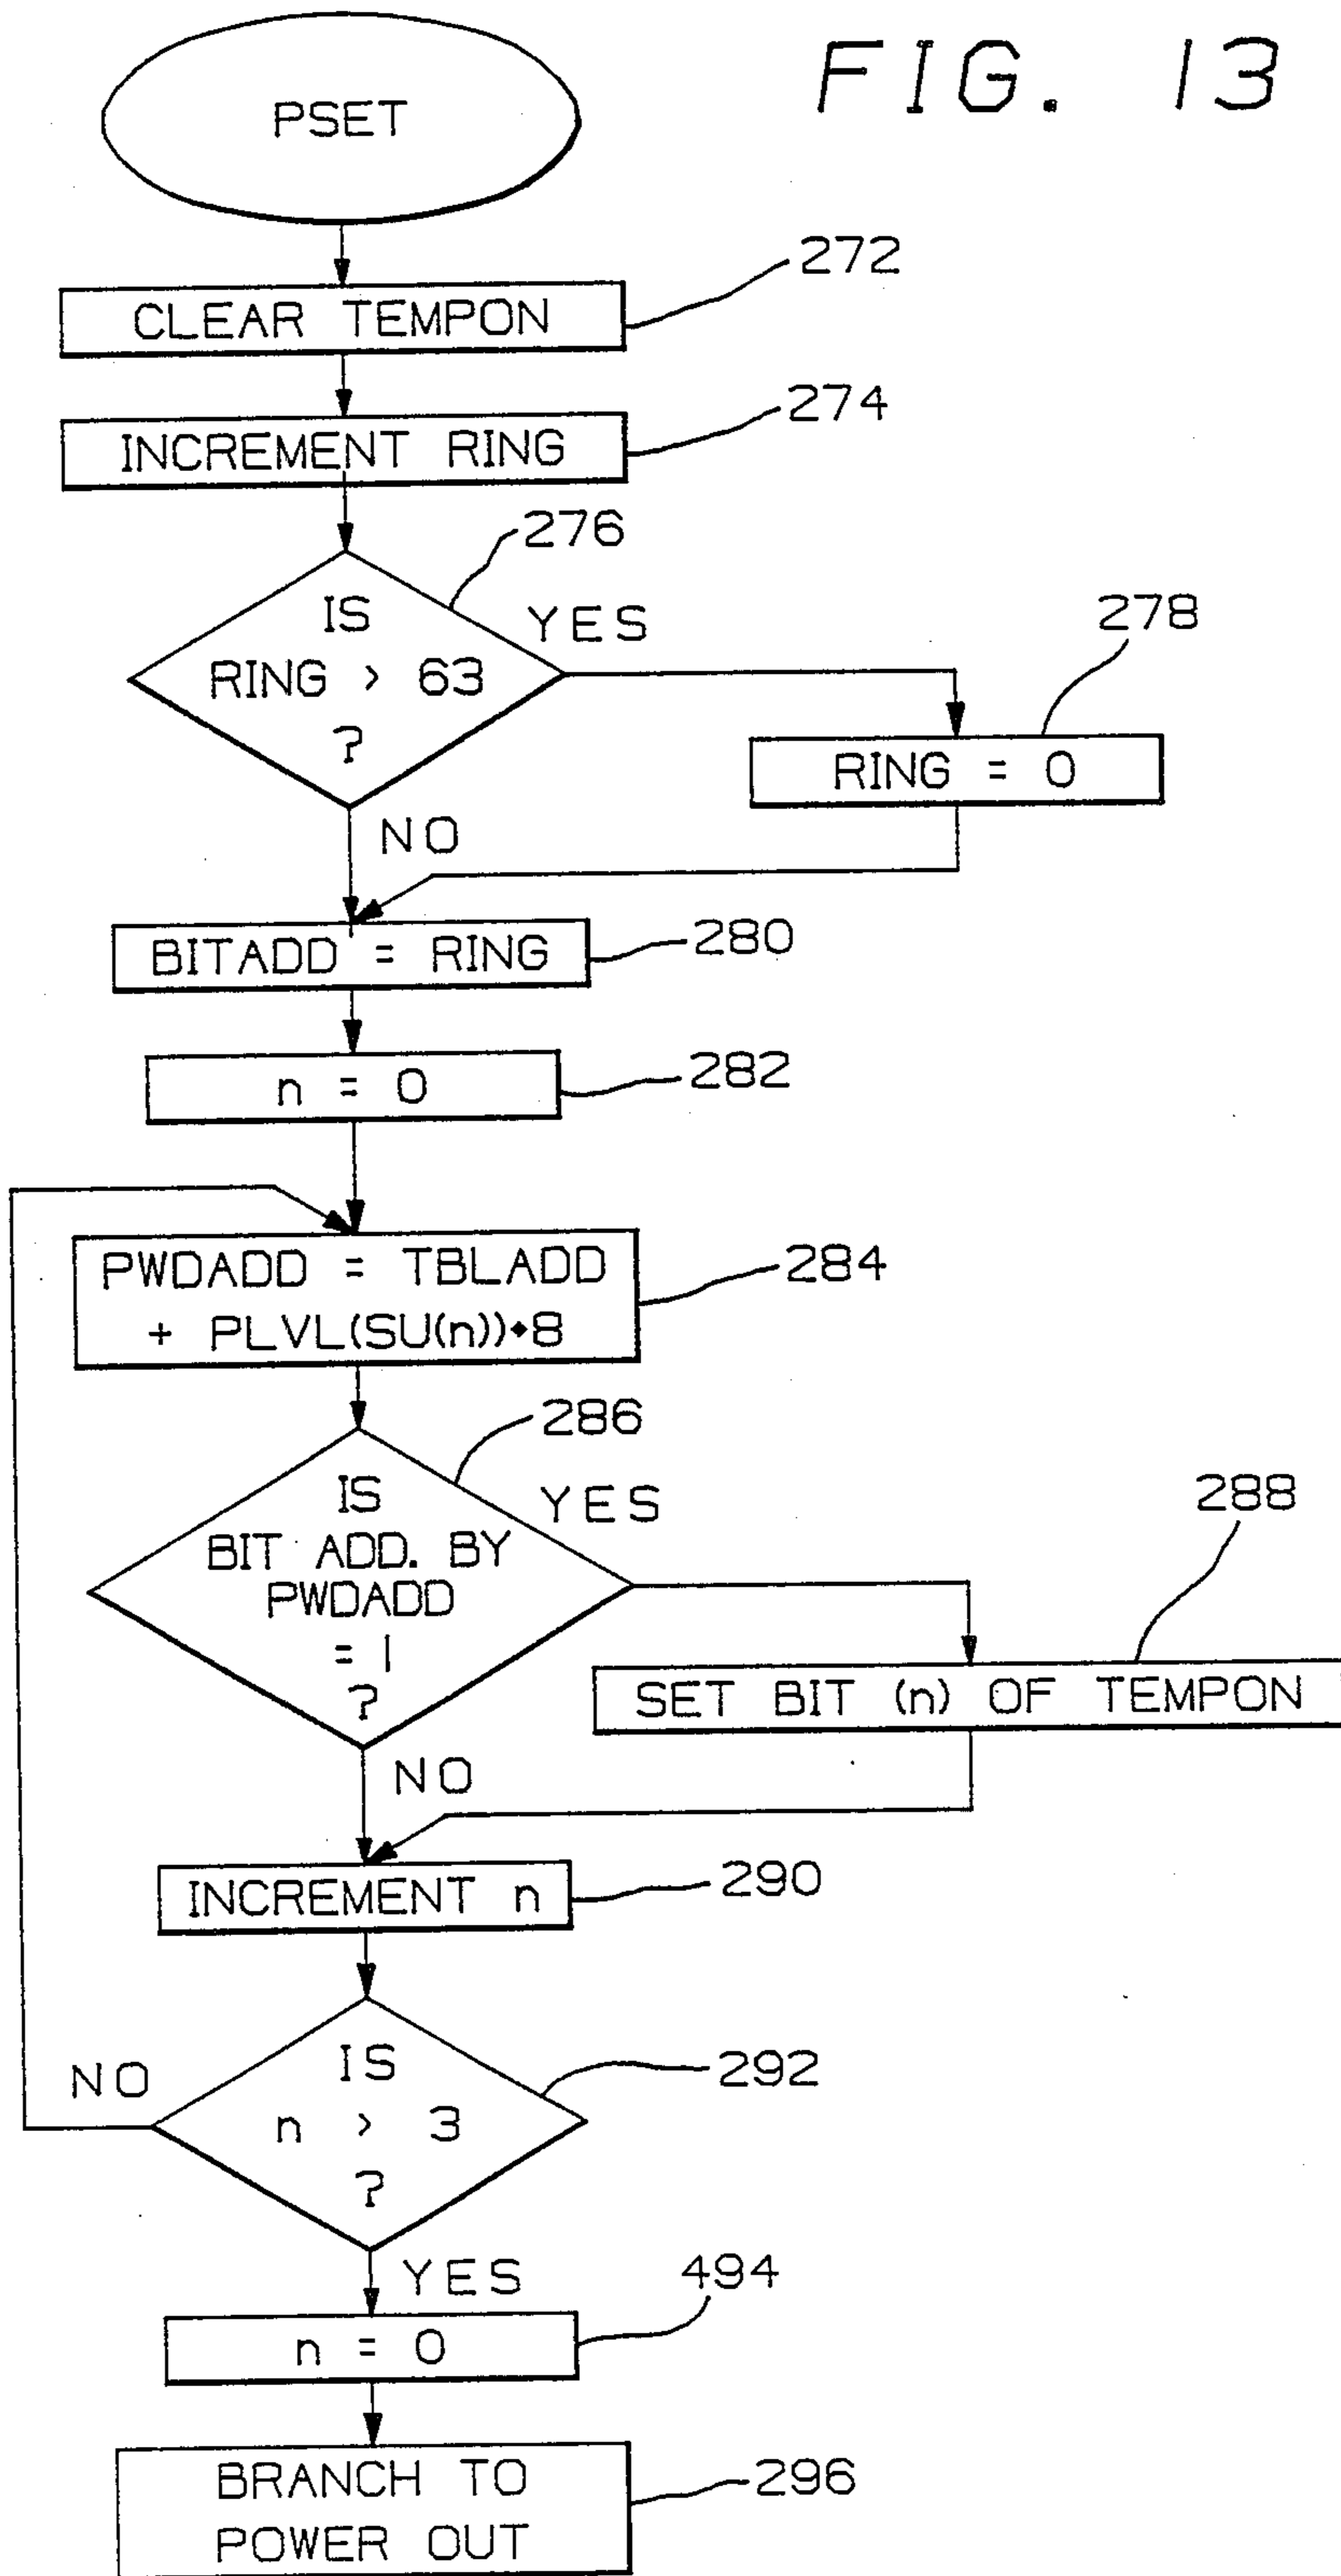 FIG. 13
PSET
272
CLEAR TEMPON
274
INCREMENT RING
276
IS
RING > 63
?
YES
278
RING = 0
NO
280
BITADD = RING
282
n = 0
284
PWDADD = TBLADD
+ PLVL(SU(n))*8
286
IS
BIT ADD. BY
PWDADD
= 1
?
YES
288
SET BIT (n) OF TEMPON
NO
290
INCREMENT n
292
IS
n > 3
?
NO
YES
494
n = 0
296
BRANCH TO
POWER OUT